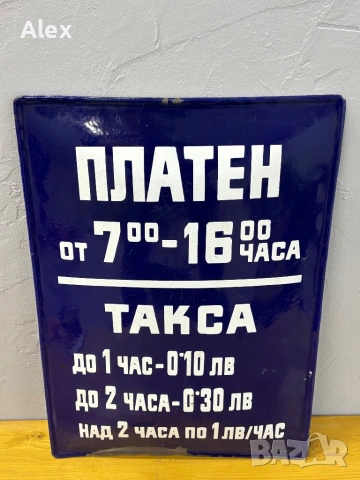 Alex
ПЛАТЕН
ОТ 7⁰⁰-16⁰⁰ ЧАСА
ТАКСА
ДО 1 ЧАС-0·10 ЛВ
ДО 2 ЧАСА-0·30 ЛВ
НАД 2 ЧАСА ПО 1 ЛВ/ЧАС
BAZAR